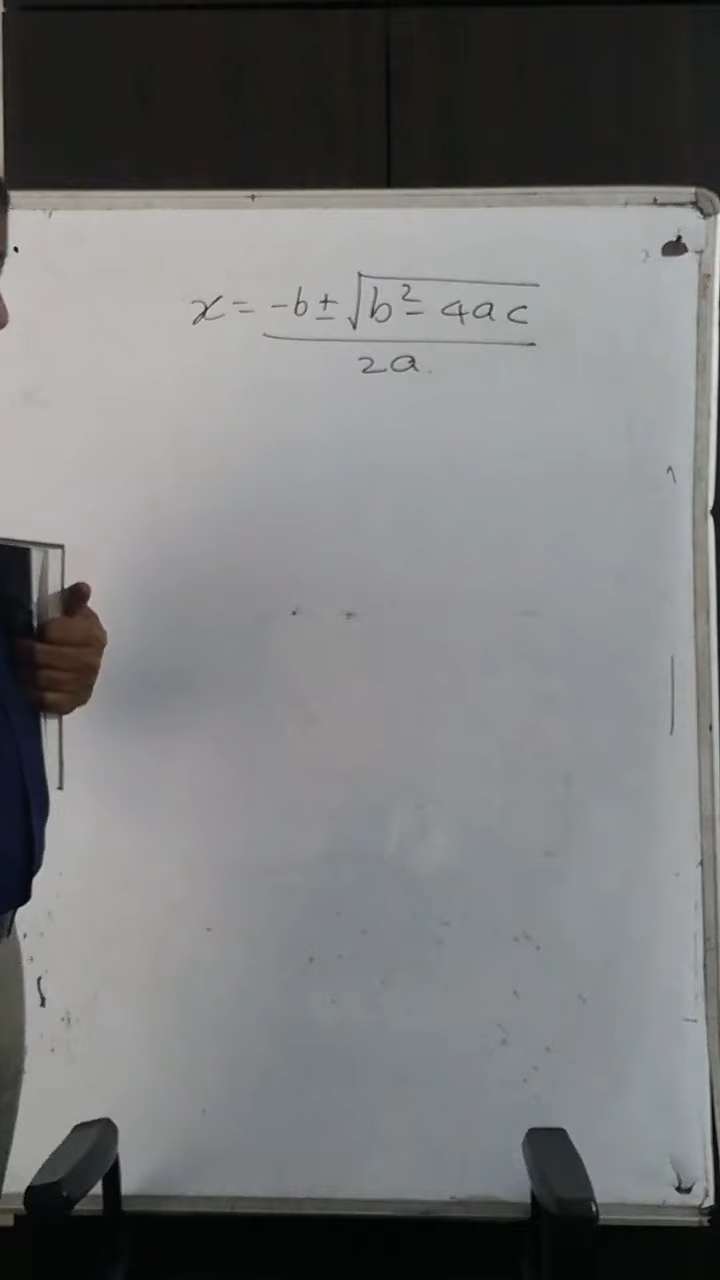 x = -b ± √b² - 4ac
2a